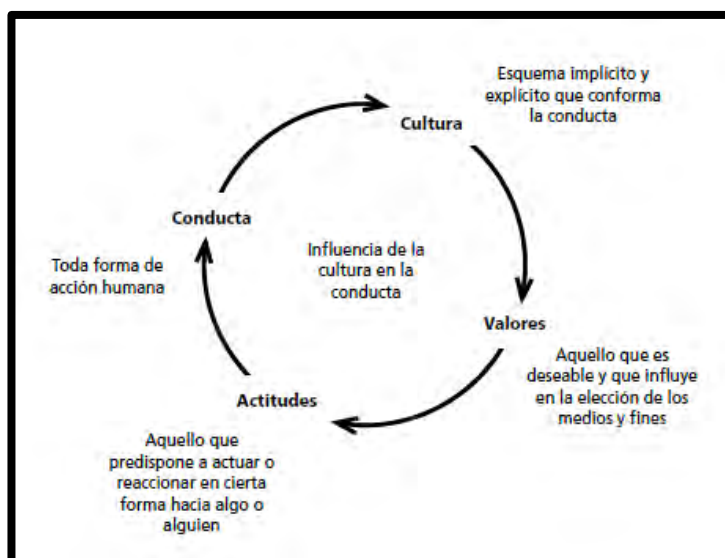 Cultura
Esquema implícito y
explícito que conforma
la conducta
Valores
Aquello que es
deseable y que influye
en la elección de los
medios y fines
Actitudes
Aquello que
predispone a actuar o
reaccionar en cierta
forma hacia algo o
alguien
Conducta
Toda forma de
acción humana
Influencia de la
cultura en la
conducta